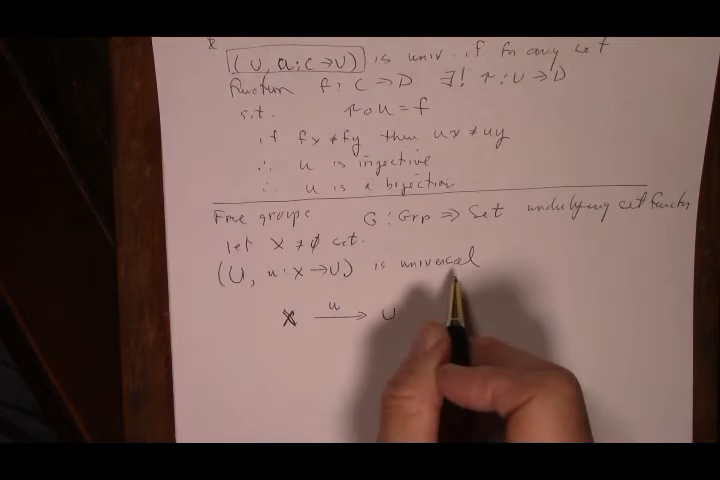 (U, u : C → U) is univ. if for any set
function f : C → D ∃! r : U → D
s.t. r ∘ u = f
if fx ≠ fy then ux ≠ uy
∴ u is injective
∴ u is a bijection
Free groups G : Grp ⇒ Set underlying set functor
let X ≠ ∅ set.
(U, u : X → U) is universal
X u → U